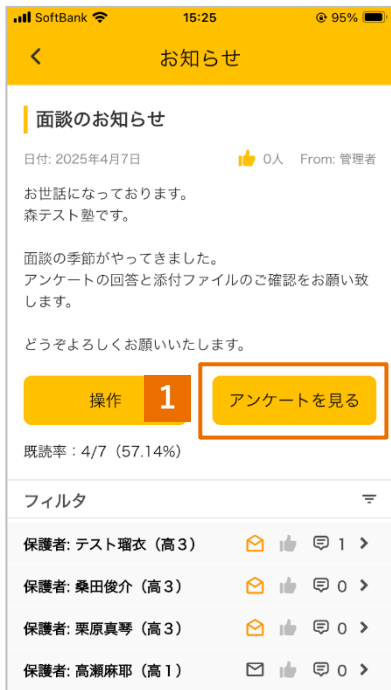 SoftBank 15:25 95%
お知らせ
面談のお知らせ
日付: 2025年4月7日 0人 From: 管理者
お世話になっております。
森テスト塾です。
面談の季節がやってきました。
アンケートの回答と添付ファイルのご確認をお願い致
します。
どうぞよろしくお願いいたします。
操作 1 アンケートを見る
既読率：4/7（57.14%）
フィルタ
保護者: テスト瑠衣（高３） 1
保護者: 桑田俊介（高３） 0
保護者: 栗原真琴（高３） 0
保護者: 高瀬麻耶（高１） 0